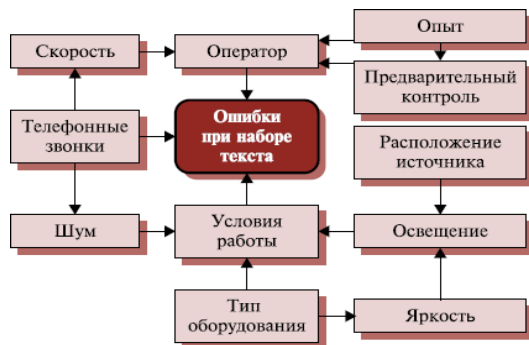 Опыт
Скорость
Оператор
Предварительный
контроль
Ошибки
при наборе
текста
Телефонные
звонки
Расположение
источника
Шум
Условия
работы
Освещение
Тип
оборудования
Яркость